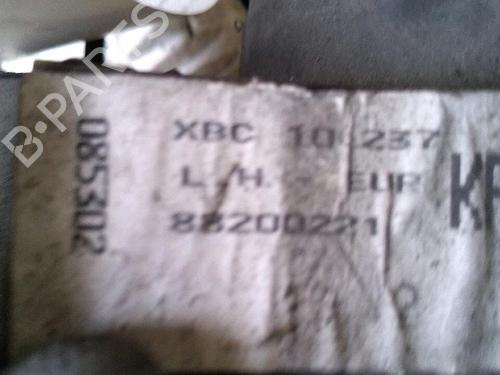 B-PARTS
XBC 10 237
L.H. - EUR
88200221
085302